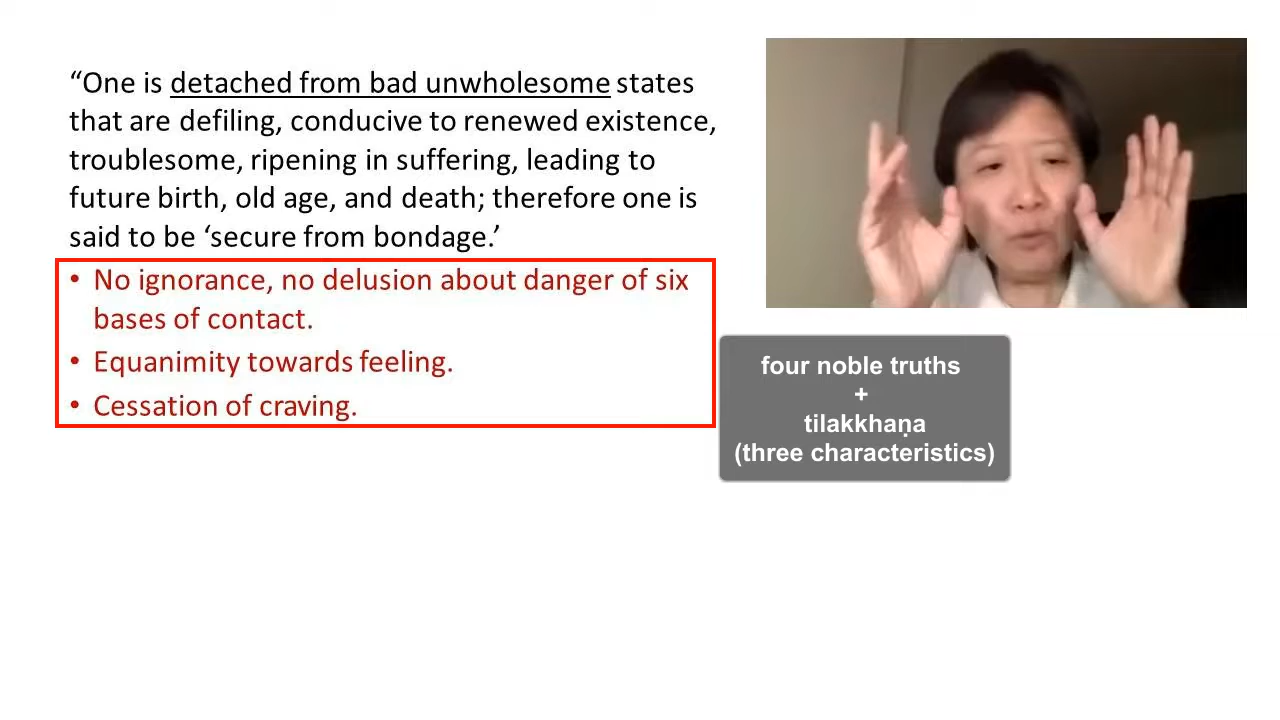 “One is detached from bad unwholesome states
that are defiling, conducive to renewed existence,
troublesome, ripening in suffering, leading to
future birth, old age, and death; therefore one is
said to be ‘secure from bondage.’
• No ignorance, no delusion about danger of six
bases of contact.
• Equanimity towards feeling.
• Cessation of craving.
four noble truths
+
tilakkhaṇa
(three characteristics)